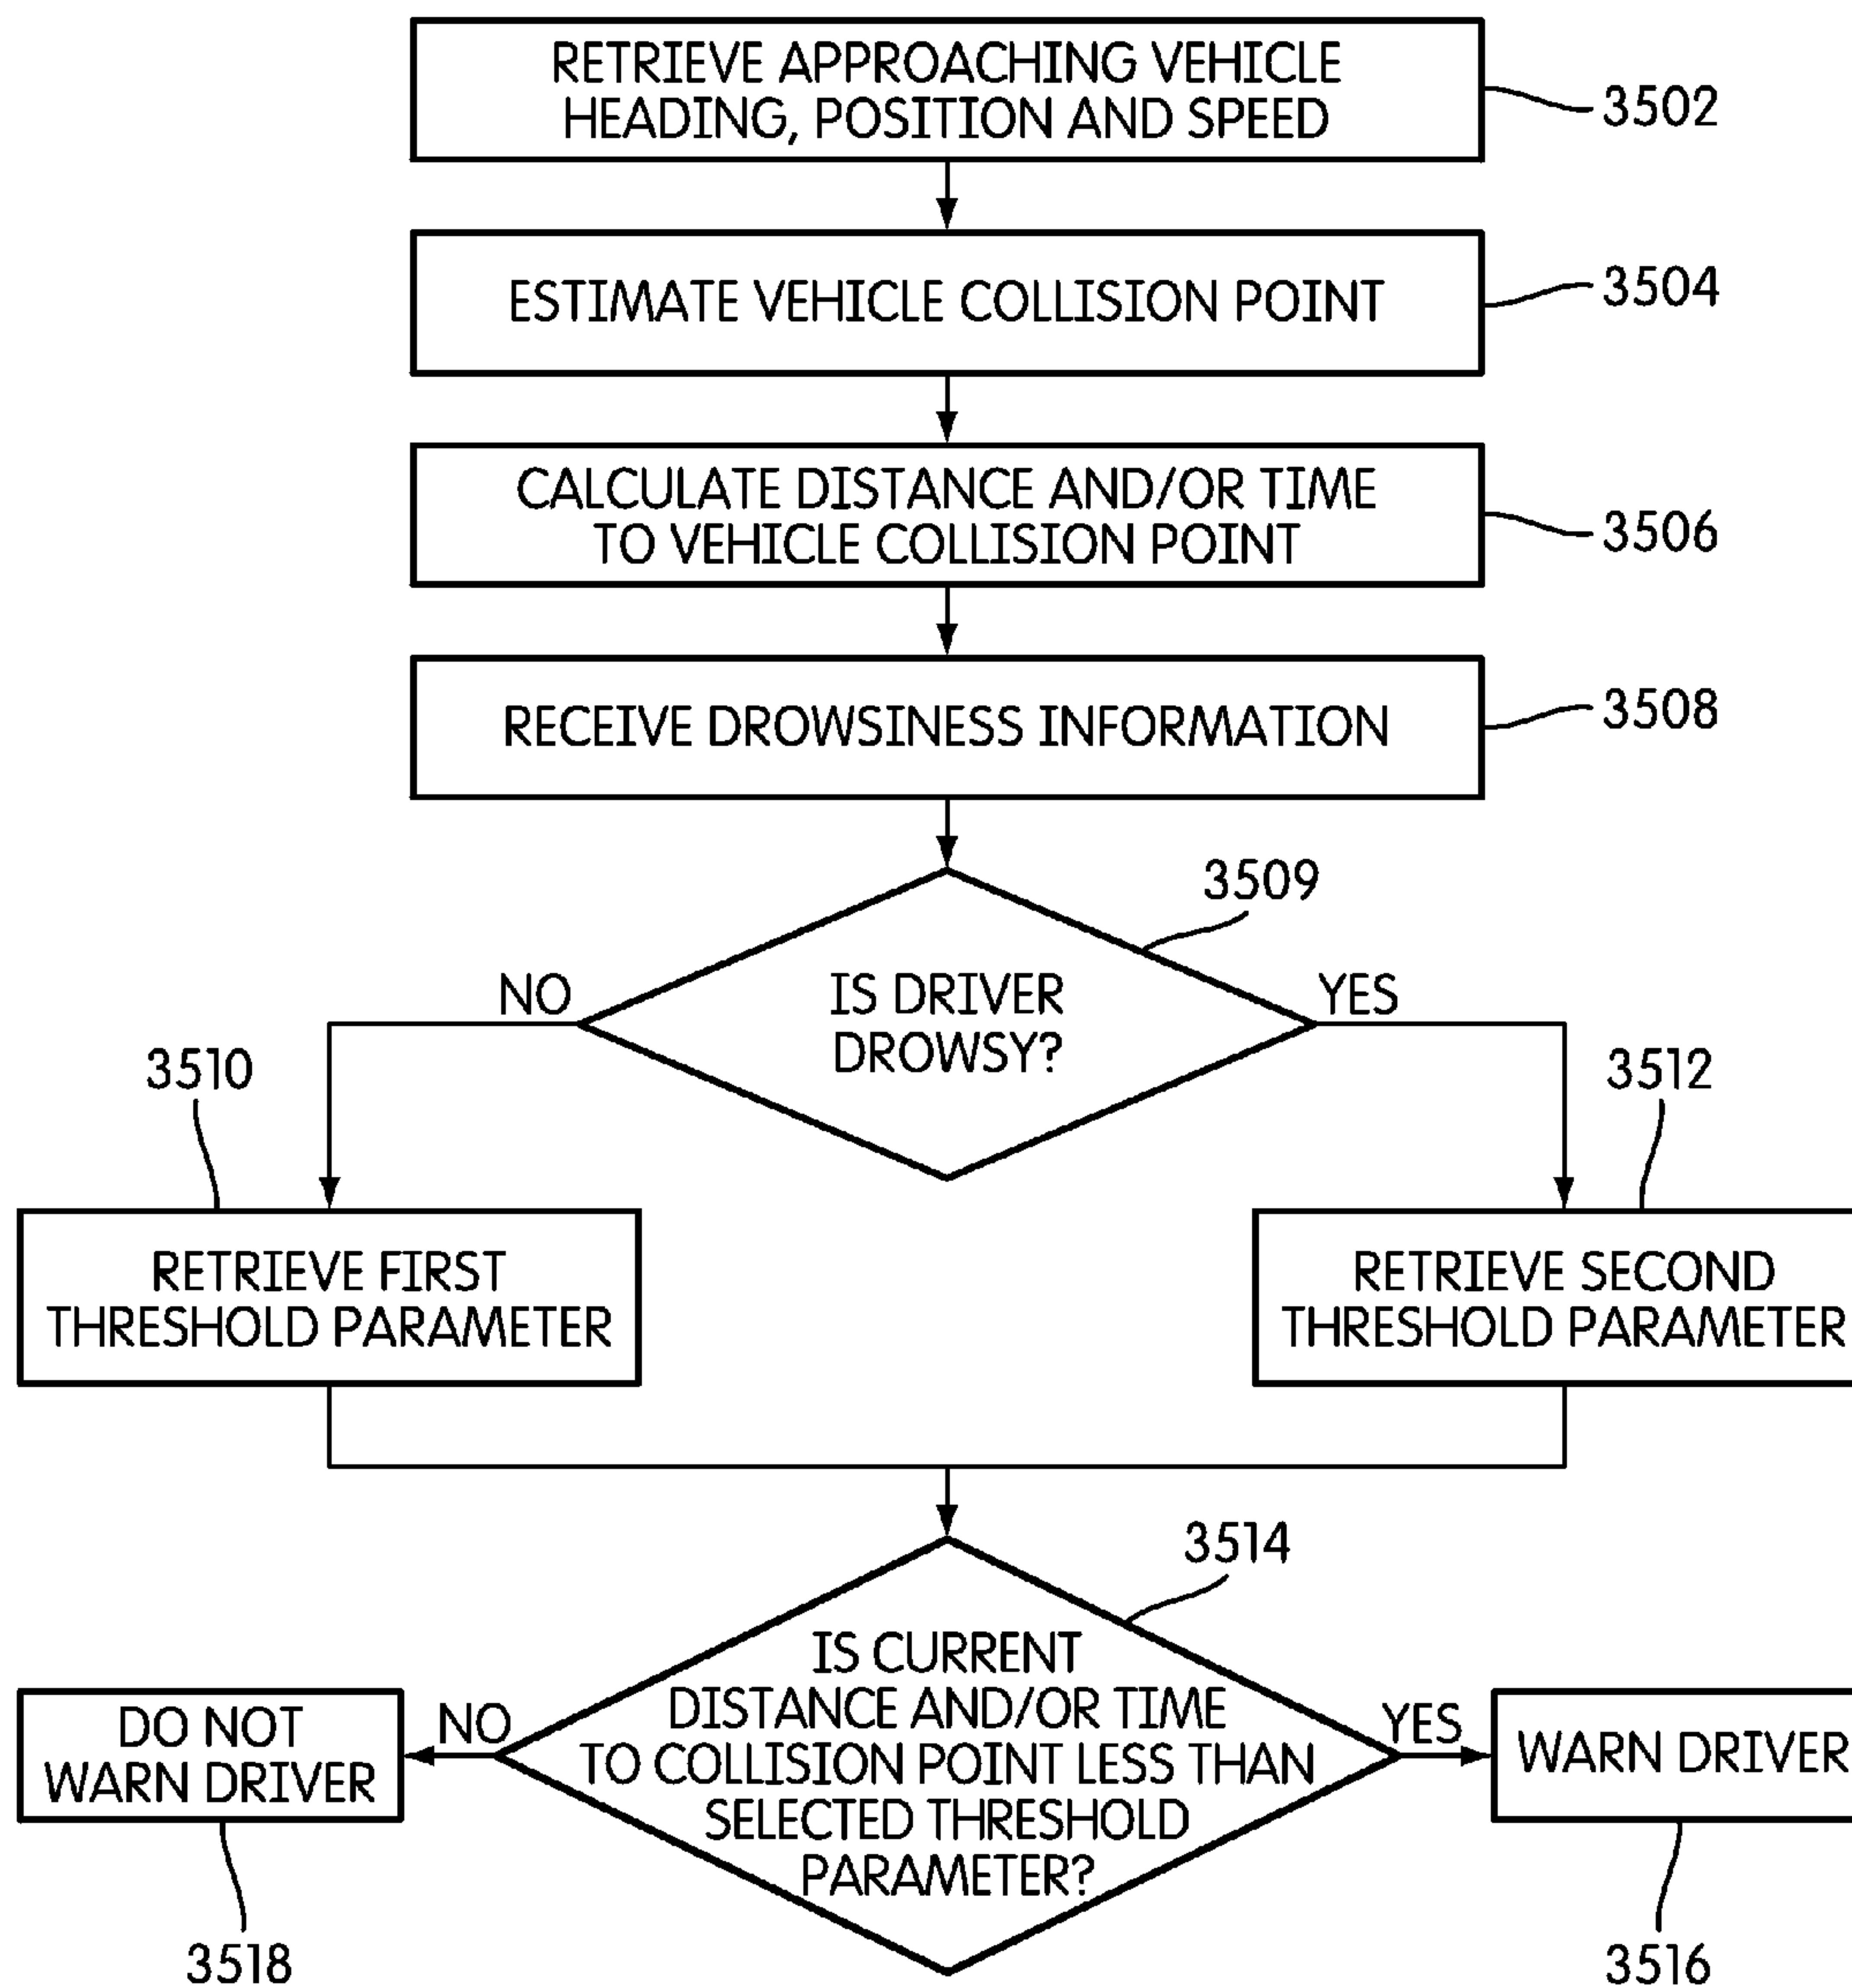 RETRIEVE APPROACHING VEHICLE
HEADING, POSITION AND SPEED
3502
ESTIMATE VEHICLE COLLISION POINT
3504
CALCULATE DISTANCE AND/OR TIME
TO VEHICLE COLLISION POINT
3506
RECEIVE DROWSINESS INFORMATION
3508
3509
NO
IS DRIVER
DROWSY?
YES
3510
3512
RETRIEVE FIRST
THRESHOLD PARAMETER
RETRIEVE SECOND
THRESHOLD PARAMETER
3514
IS CURRENT
DISTANCE AND/OR TIME
TO COLLISION POINT LESS THAN
SELECTED THRESHOLD
PARAMETER?
NO
YES
DO NOT
WARN DRIVER
WARN DRIVER
3518
3516